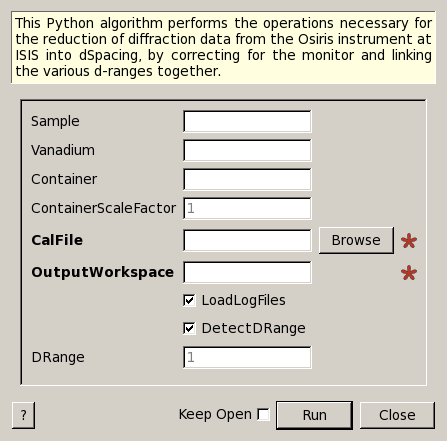 This Python algorithm performs the operations necessary for
the reduction of diffraction data from the Osiris instrument at
ISIS into dSpacing, by correcting for the monitor and linking
the various d-ranges together.
Sample
Vanadium
Container
ContainerScaleFactor 1
CalFile Browse
OutputWorkspace
LoadLogFiles
DetectDRange
DRange 1
? Keep Open Run Close